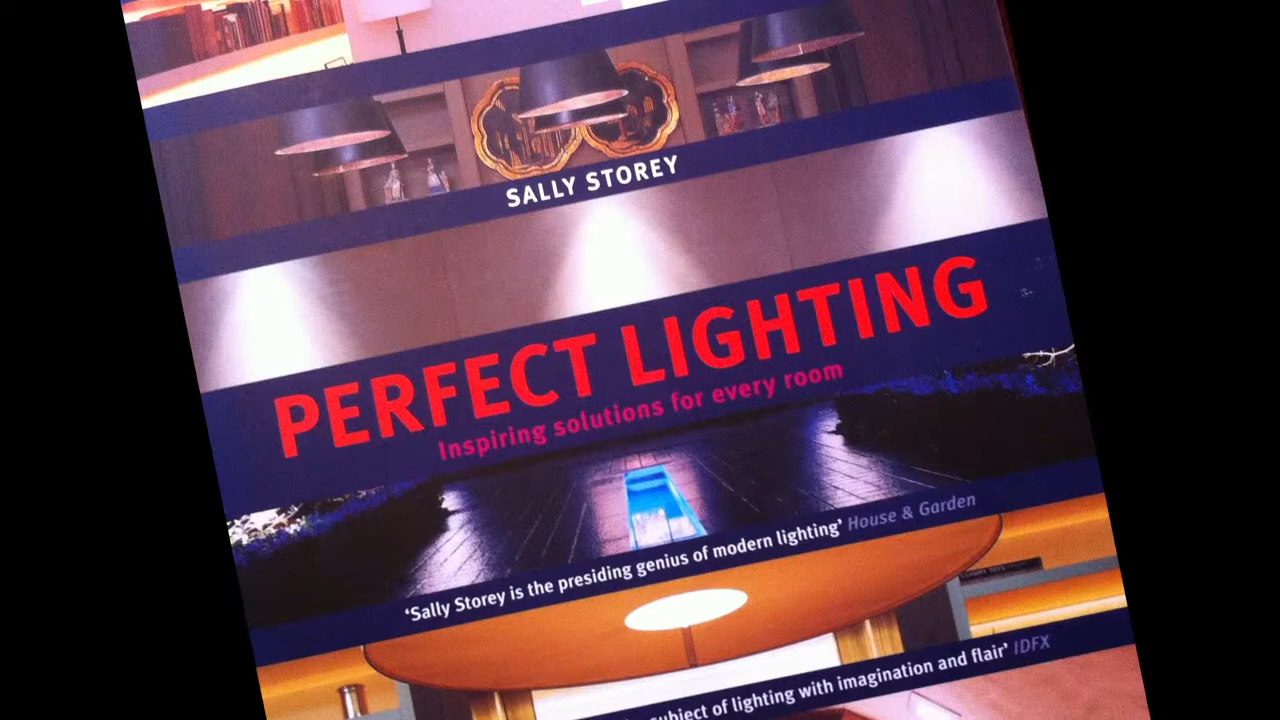 SALLY STOREY
PERFECT LIGHTING
Inspiring solutions for every room
‘Sally Storey is the presiding genius of modern lighting’ House & Garden
subject of lighting with imagination and flair’ IDFX